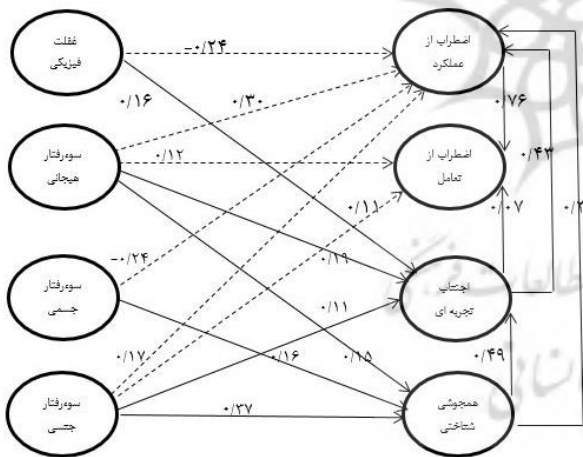 غفلت
فیزیکی
اضطراب از
عملکرد
-۰/۲۴
۰/۱۶
۰/۳۰
۰/۷۶
سوءرفتار
هیجانی
۰/۱۲
اضطراب از
تعامل
۰/۴۳
۰/۱۱
۰/۰۷
-۰/۲۴
۰/۱۹
سوءرفتار
جسمی
۰/۱۱
اجتناب
تجربه ای
۰/۱۷
۰/۱۶
۰/۱۵
۰/۴۹
سوءرفتار
جنسی
۰/۳۷
همجوشی
شناختی